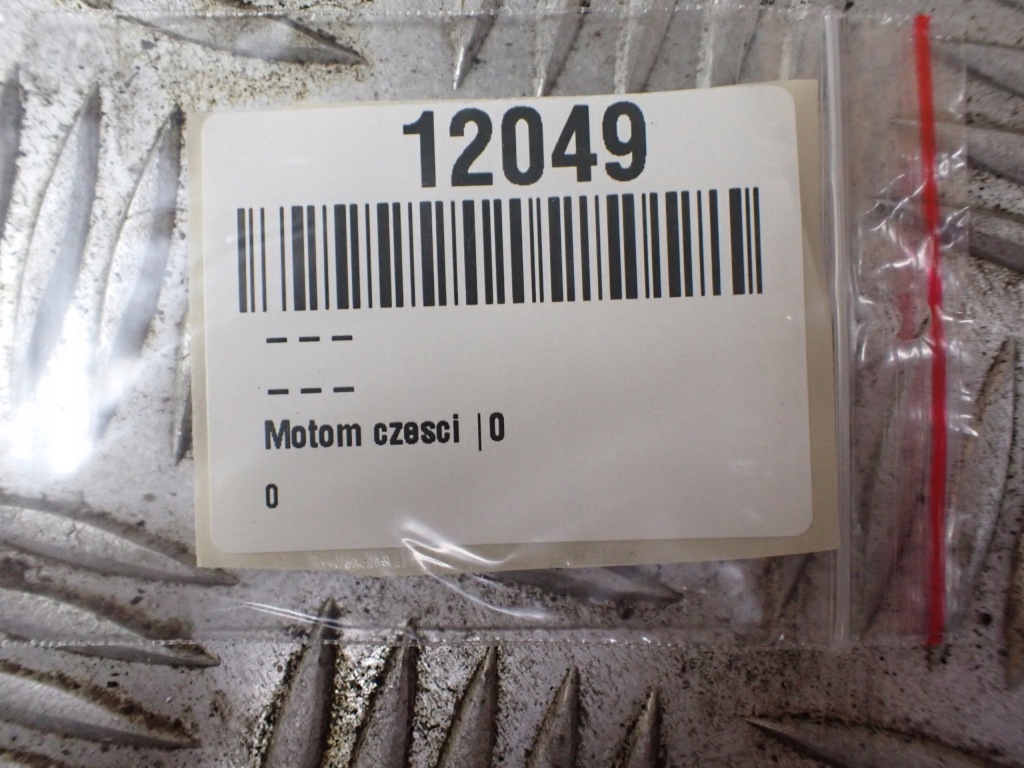 12049
- - -
- - -
Motom czesci |0
0